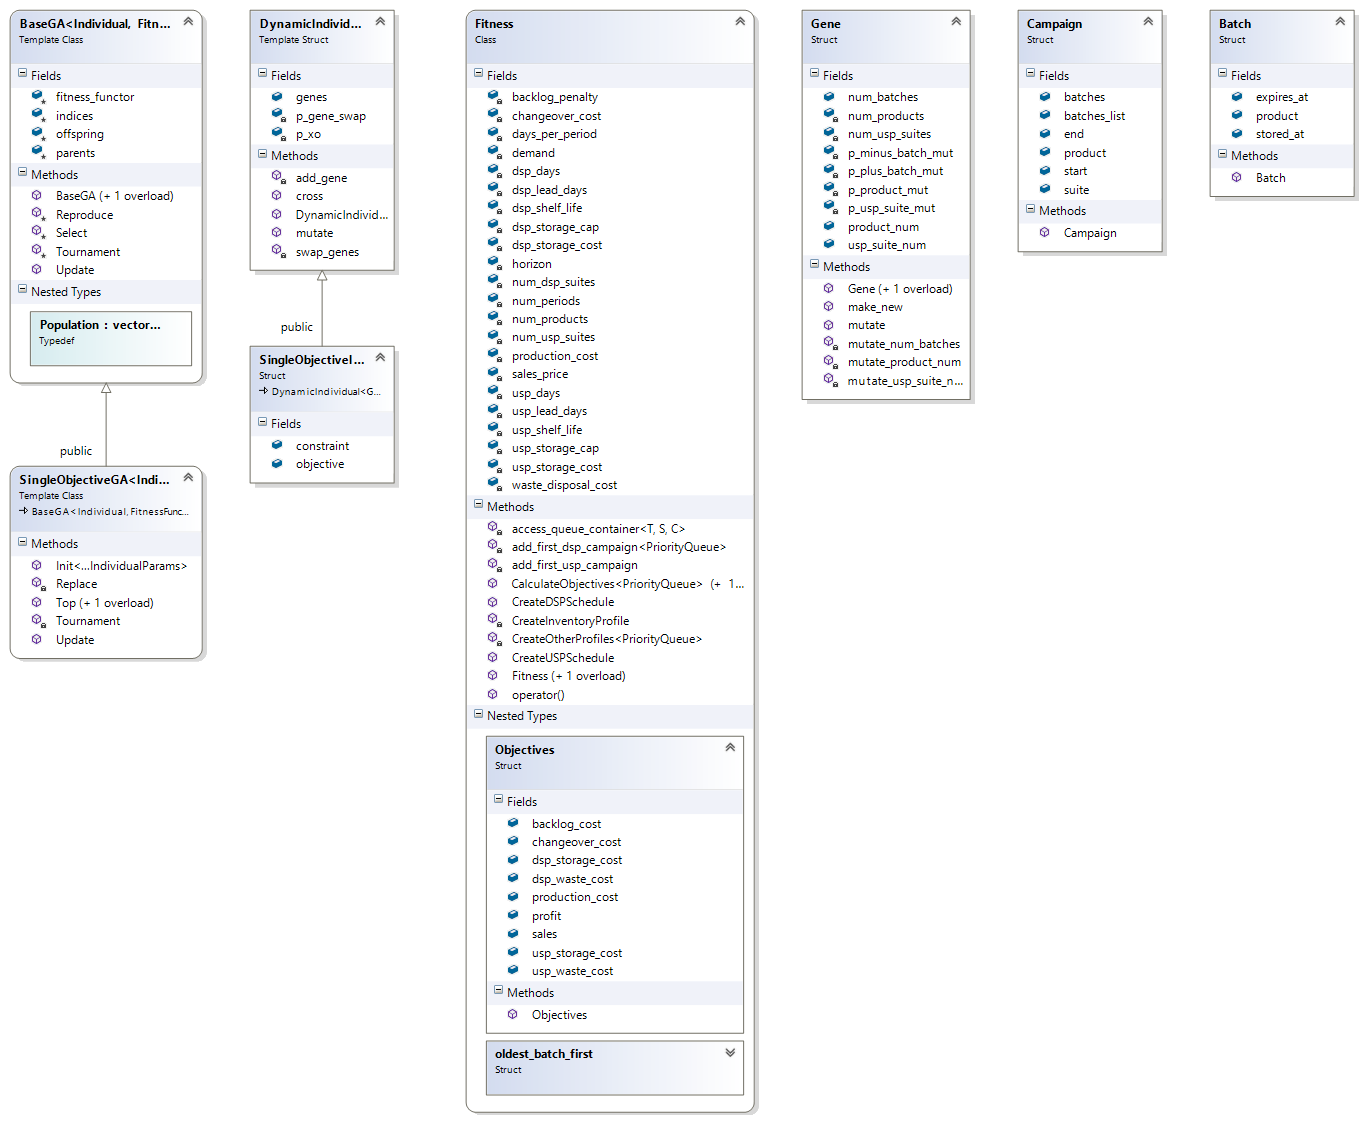 BaseGA<Individual, Fitn...
Template Class
Fields
fitness_functor
indices
offspring
parents
Methods
BaseGA (+ 1 overload)
Reproduce
Select
Tournament
Update
Nested Types
Population : vector...
Typedef
public
SingleObjectiveGA<Indi...
Template Class
BaseGA<Individual, FitnessFunc...
Methods
Init<...IndividualParams>
Replace
Top (+ 1 overload)
Tournament
Update
DynamicIndivid...
Template Struct
Fields
genes
p_gene_swap
p_xo
Methods
add_gene
cross
DynamicIndivid...
mutate
swap_genes
public
SingleObjectiveI...
Struct
DynamicIndividual<G...
Fields
constraint
objective
Fitness
Class
Fields
backlog_penalty
changeover_cost
days_per_period
demand
dsp_days
dsp_lead_days
dsp_shelf_life
dsp_storage_cap
dsp_storage_cost
horizon
num_dsp_suites
num_periods
num_products
num_usp_suites
production_cost
sales_price
usp_days
usp_lead_days
usp_shelf_life
usp_storage_cap
usp_storage_cost
waste_disposal_cost
Methods
access_queue_container<T, S, C>
add_first_dsp_campaign<PriorityQueue>
add_first_usp_campaign
CalculateObjectives<PriorityQueue> (+ 1...
CreateDSPSchedule
CreateInventoryProfile
CreateOtherProfiles<PriorityQueue>
CreateUSPSchedule
Fitness (+ 1 overload)
operator()
Nested Types
Objectives
Struct
Fields
backlog_cost
changeover_cost
dsp_storage_cost
dsp_waste_cost
production_cost
profit
sales
usp_storage_cost
usp_waste_cost
Methods
Objectives
oldest_batch_first
Struct
Gene
Struct
Fields
num_batches
num_products
num_usp_suites
p_minus_batch_mut
p_plus_batch_mut
p_product_mut
p_usp_suite_mut
product_num
usp_suite_num
Methods
Gene (+ 1 overload)
make_new
mutate
mutate_num_batches
mutate_product_num
mutate_usp_suite_n...
Campaign
Struct
Fields
batches
batches_list
end
product
start
suite
Methods
Campaign
Batch
Struct
Fields
expires_at
product
stored_at
Methods
Batch